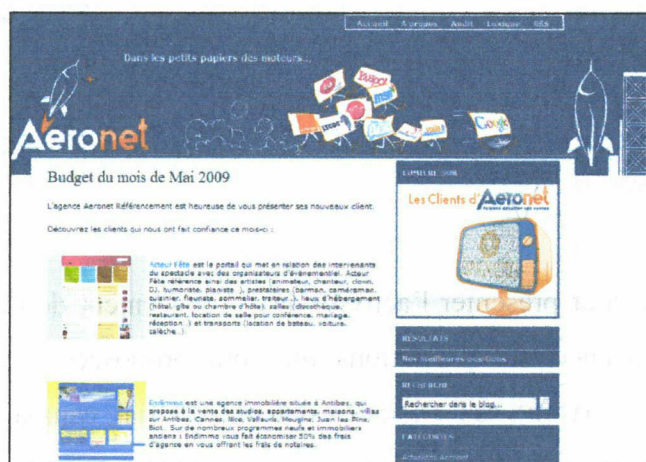 Accueil A propos Audit Lexique RSS
Dans les petits papiers des moteurs...
YAHOO!
Google
Aeronet
Budget du mois de Mai 2009
L'agence Aeronet Référencement est heureuse de vous présenter ses nouveaux client.
Découvrez les clients qui nous ont fait confiance ce mois-ci :
Acteur Fête est le portail qui met en relation des intervenants
du spectacle avec des organisateurs d'événementiel. Acteur
Fête référence ainsi des artistes (animateur, chanteur, clown,
DJ, humoriste, pianiste...), prestataires (barman, caméraman,
cuisinier, fleuriste, sommelier, traiteur...), lieux d'hébergement
(hôtel, gîte ou chambre d'hôte), salles (discothèque,
restaurant, location de salle pour conférence, mariage,
réception...) et transports (location de bateau, voiture,
calèche...).
Endimmo est une agence immobilière située à Antibes, qui
propose à la vente des studios, appartements, maisons, villas
sur Antibes, Cannes, Nice, Vallauris, Mougins, Juan les Pins,
Biot... Sur de nombreux programmes neufs et immobiliers
anciens : Endimmo vous fait économiser 50% des frais
d'agence en vous offrant les frais de notaires.
LUMIERE SUR
Les Clients d'Aeronet
RESULTATS
Nos meilleures positions
RECHERCHE
Rechercher dans le blog...
CATEGORIES